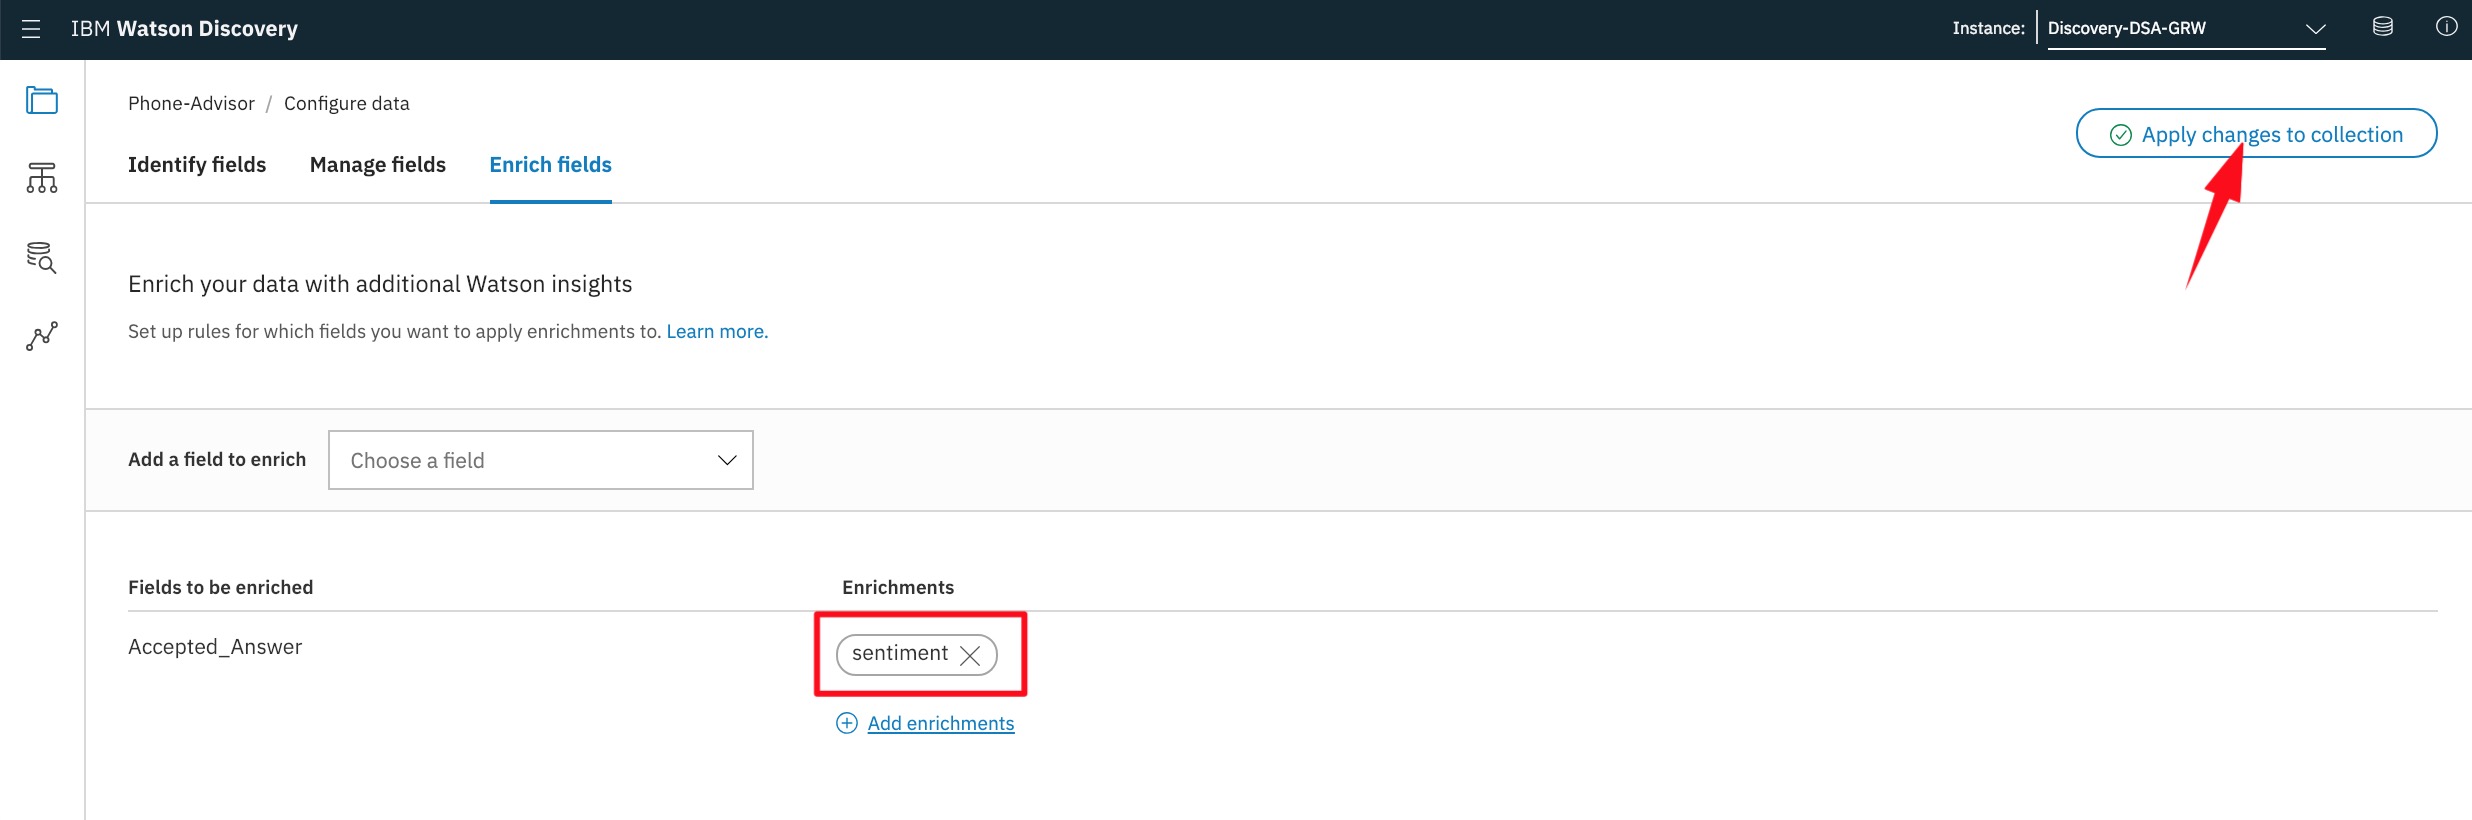 IBM Watson Discovery
Instance: Discovery-DSA-GRW
Phone-Advisor / Configure data
Apply changes to collection
Identify fields Manage fields Enrich fields
Enrich your data with additional Watson insights
Set up rules for which fields you want to apply enrichments to. Learn more.
Add a field to enrich Choose a field
Fields to be enriched Enrichments
Accepted_Answer sentiment
Add enrichments